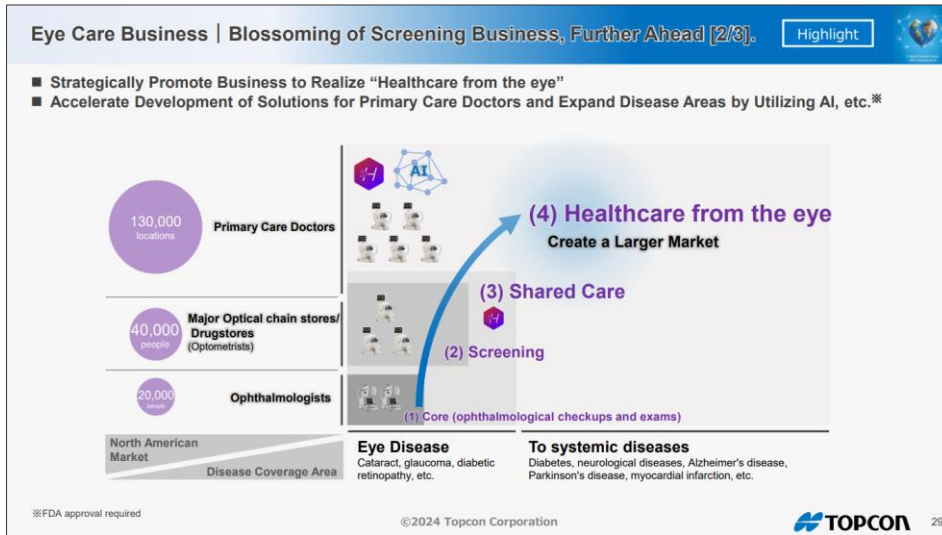 Eye Care Business｜Blossoming of Screening Business, Further Ahead [2/3].
Highlight
■ Strategically Promote Business to Realize “Healthcare from the eye”
■ Accelerate Development of Solutions for Primary Care Doctors and Expand Disease Areas by Utilizing AI, etc.※
130,000
locations
Primary Care Doctors
AI
(4) Healthcare from the eye
Create a Larger Market
(3) Shared Care
40,000
people
Major Optical chain stores/
Drugstores
(Optometrists)
(2) Screening
20,000
people
Ophthalmologists
(1) Core (ophthalmological checkups and exams)
North American
Market
Disease Coverage Area
Eye Disease
Cataract, glaucoma, diabetic
retinopathy, etc.
To systemic diseases
Diabetes, neurological diseases, Alzheimer's disease,
Parkinson's disease, myocardial infarction, etc.
※FDA approval required
©2024 Topcon Corporation
TOPCON
29